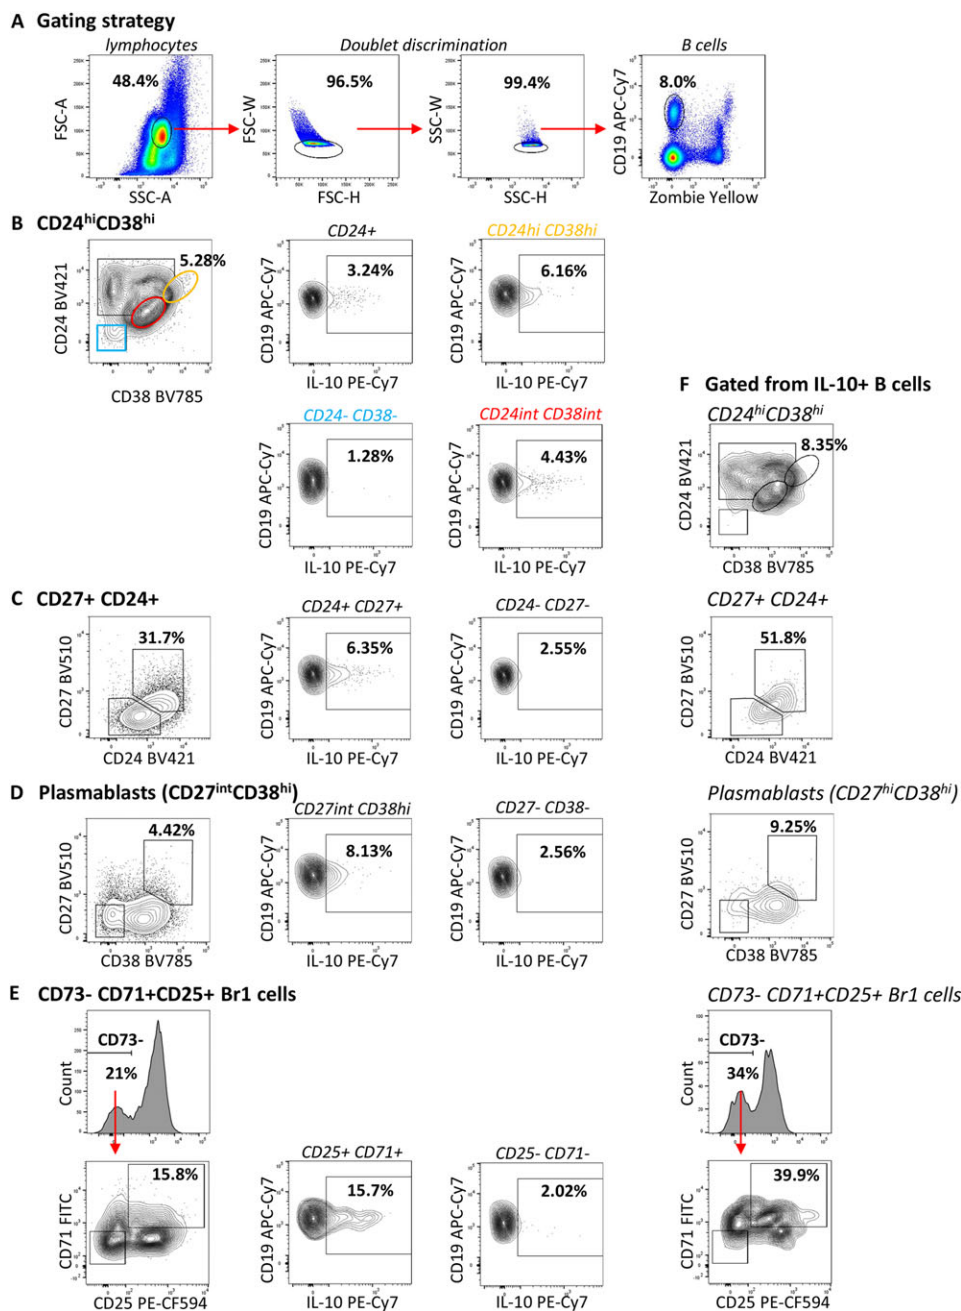 A Gating strategy
lymphocytes
Doublet discrimination
B cells
48.4%
96.5%
99.4%
8.0%
FSC-A
FSC-W
SSC-W
CD19 APC-Cy7
SSC-A
FSC-H
SSC-H
Zombie Yellow
B CD24hiCD38hi
5.28%
CD24 BV421
CD38 BV785
CD24+
3.24%
CD19 APC-Cy7
IL-10 PE-Cy7
CD24hi CD38hi
6.16%
CD19 APC-Cy7
IL-10 PE-Cy7
CD24- CD38-
1.28%
CD19 APC-Cy7
IL-10 PE-Cy7
CD24int CD38int
4.43%
CD19 APC-Cy7
IL-10 PE-Cy7
F Gated from IL-10+ B cells
CD24hiCD38hi
8.35%
CD24 BV421
CD38 BV785
C CD27+ CD24+
31.7%
CD27 BV510
CD24 BV421
CD24+ CD27+
6.35%
CD19 APC-Cy7
IL-10 PE-Cy7
CD24- CD27-
2.55%
CD19 APC-Cy7
IL-10 PE-Cy7
CD27+ CD24+
51.8%
CD27 BV510
CD24 BV421
D Plasmablasts (CD27intCD38hi)
4.42%
CD27 BV510
CD38 BV785
CD27int CD38hi
8.13%
CD19 APC-Cy7
IL-10 PE-Cy7
CD27- CD38-
2.56%
CD19 APC-Cy7
IL-10 PE-Cy7
Plasmablasts (CD27hiCD38hi)
9.25%
CD27 BV510
CD38 BV785
E CD73- CD71+CD25+ Br1 cells
CD73-
21%
Count
15.8%
CD71 FITC
CD25 PE-CF594
CD25+ CD71+
15.7%
CD19 APC-Cy7
IL-10 PE-Cy7
CD25- CD71-
2.02%
CD19 APC-Cy7
IL-10 PE-Cy7
CD73- CD71+CD25+ Br1 cells
CD73-
34%
Count
39.9%
CD71 FITC
CD25 PE-CF594